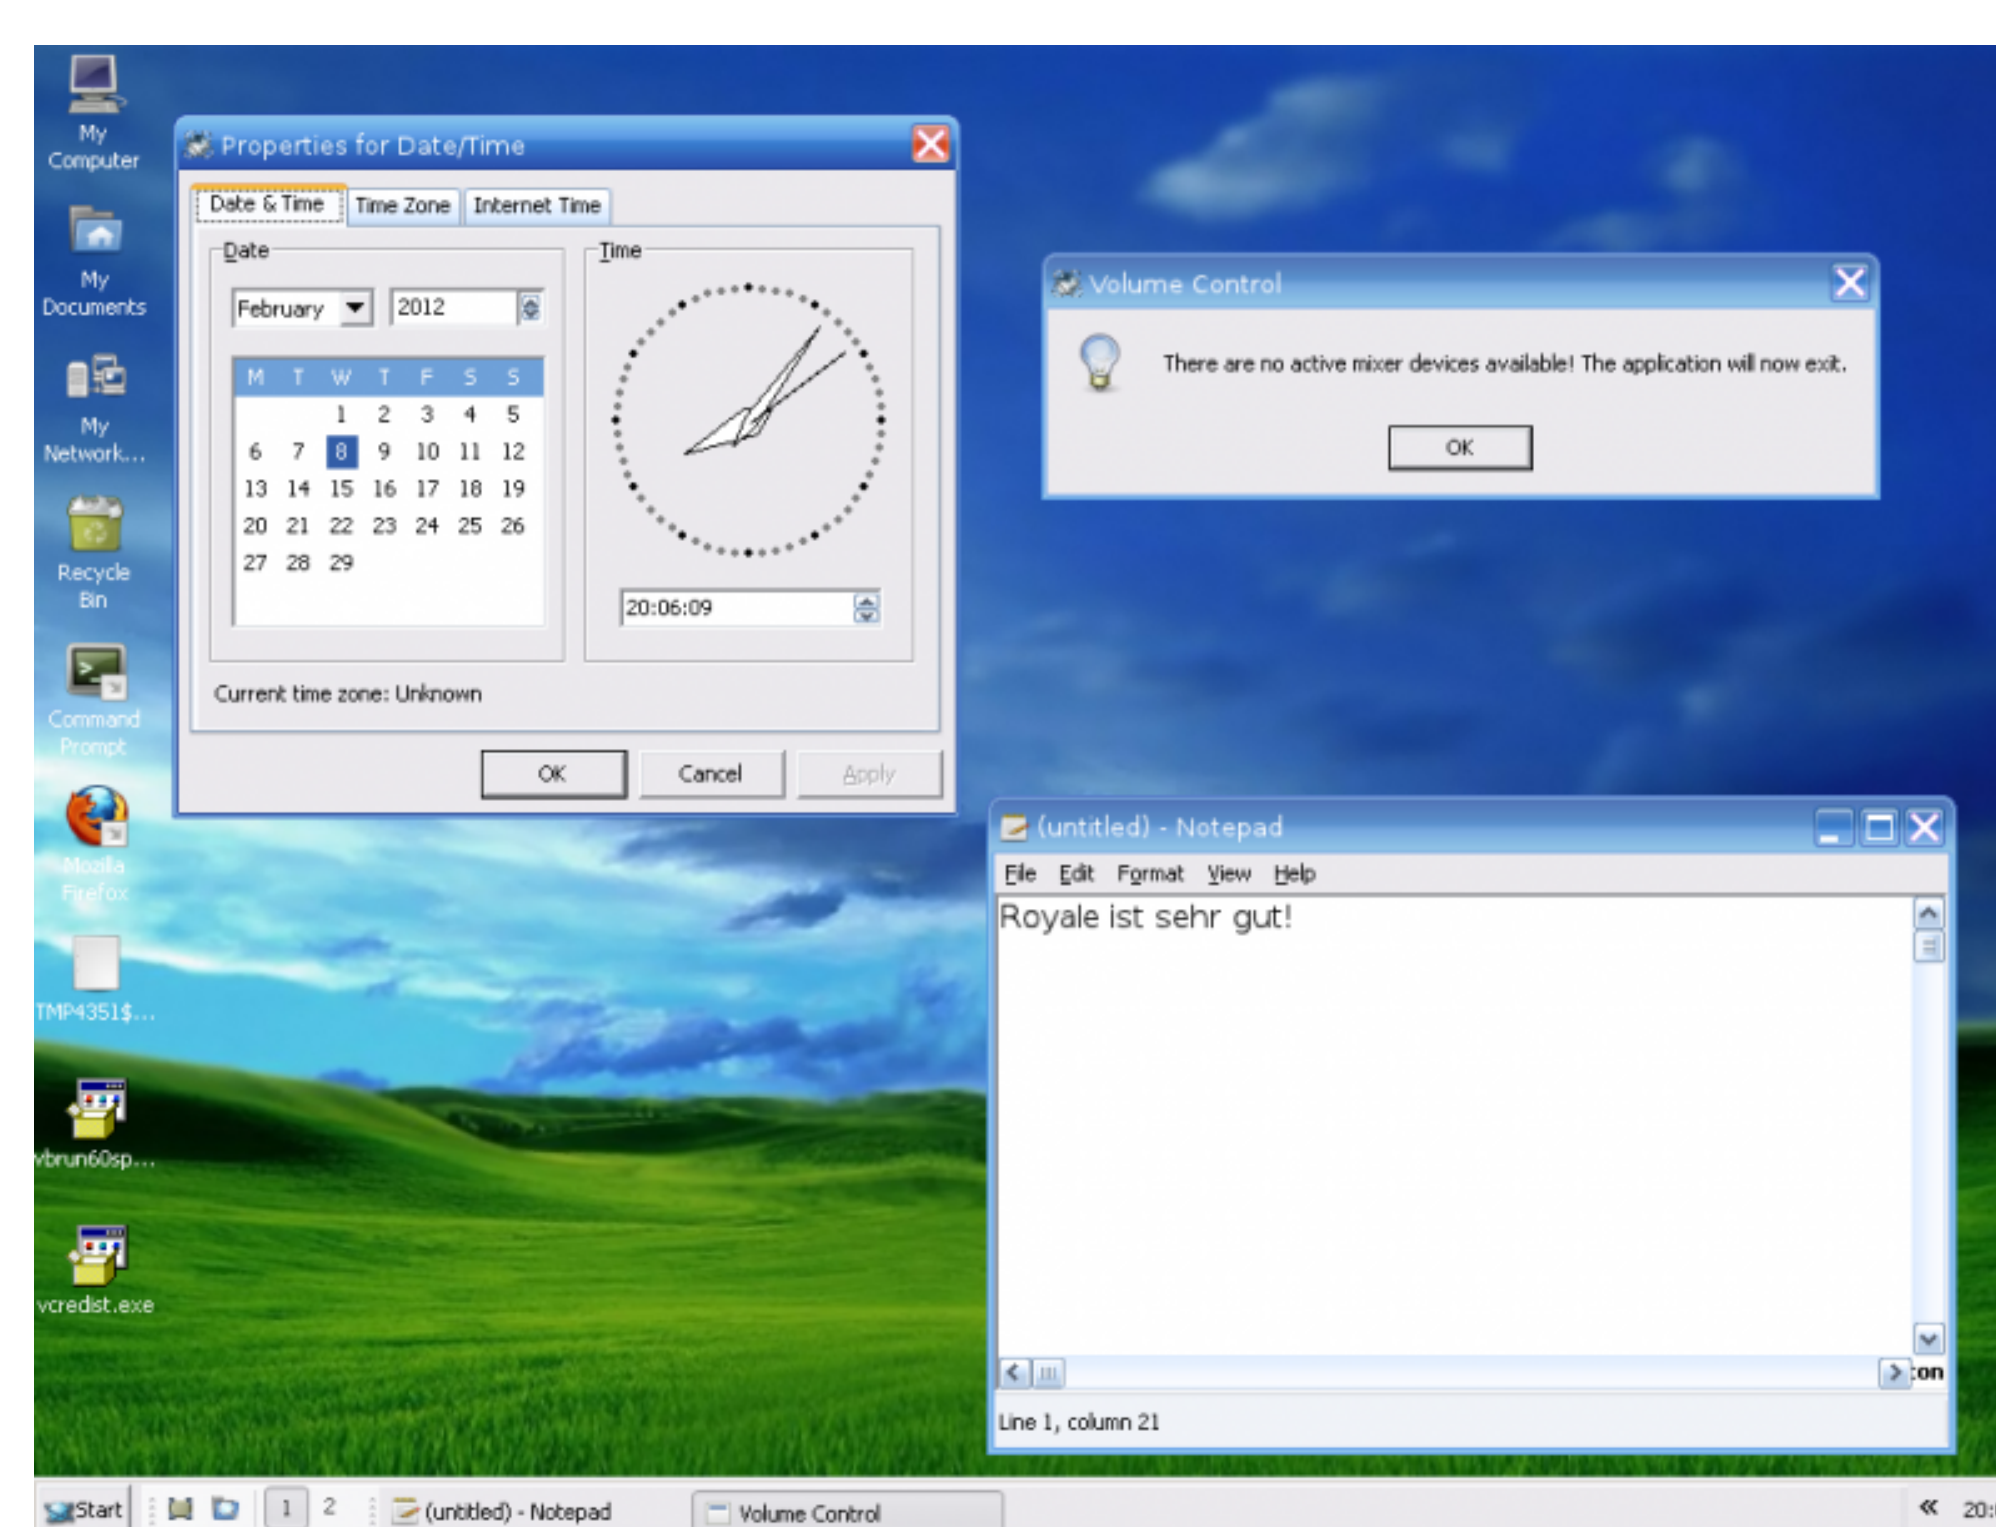 My
Computer
My
Documents
My
Network...
Recycle
Bin
Command
Prompt
Mozilla
Firefox
TMP4351$...
vbrun60sp...
vcredist.exe
Properties for Date/Time
Date & Time Time Zone Internet Time
Date
February 2012
M T W T F S S
1 2 3 4 5
6 7 8 9 10 11 12
13 14 15 16 17 18 19
20 21 22 23 24 25 26
27 28 29
Time
20:06:09
Current time zone: Unknown
OK Cancel Apply
Volume Control
There are no active mixer devices available! The application will now exit.
OK
(untitled) - Notepad
File Edit Format View Help
Royale ist sehr gut!
Line 1, column 21
Start 1 2 (untitled) - Notepad Volume Control « 20: